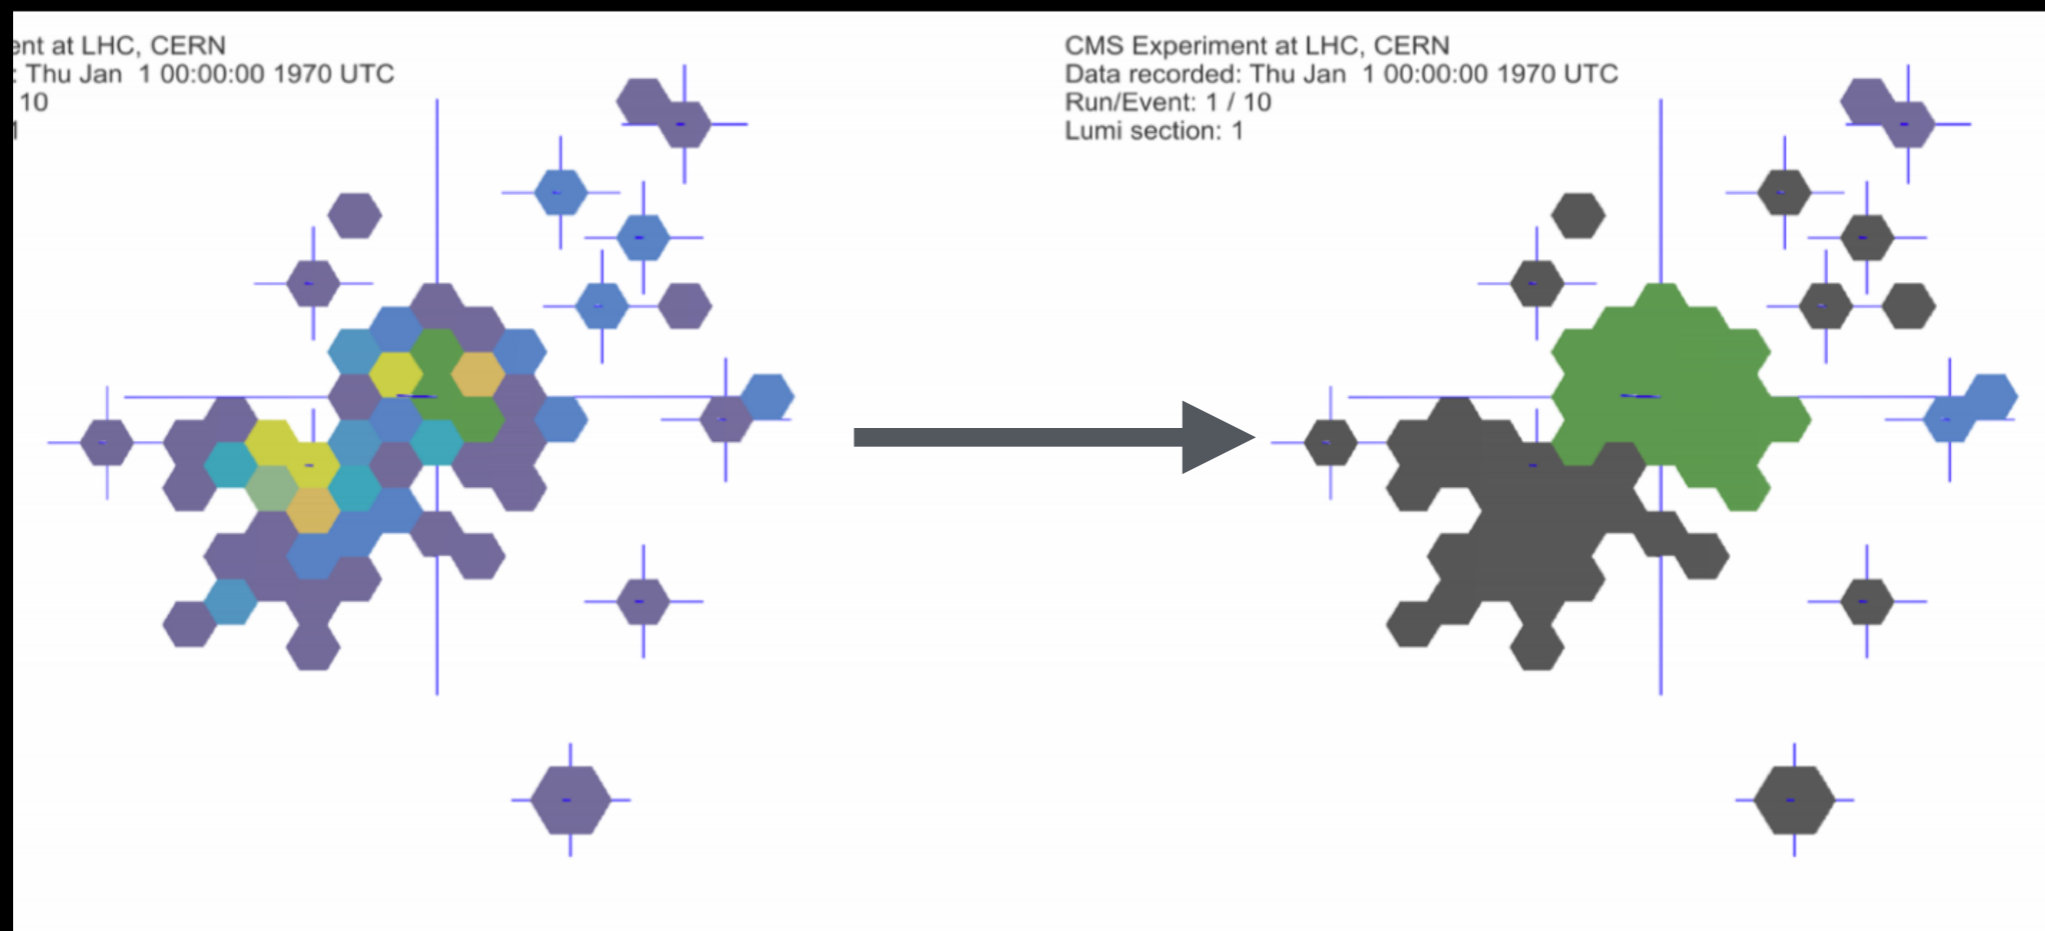 ent at LHC, CERN
: Thu Jan  1 00:00:00 1970 UTC
10
1
CMS Experiment at LHC, CERN
Data recorded: Thu Jan  1 00:00:00 1970 UTC
Run/Event: 1 / 10
Lumi section: 1